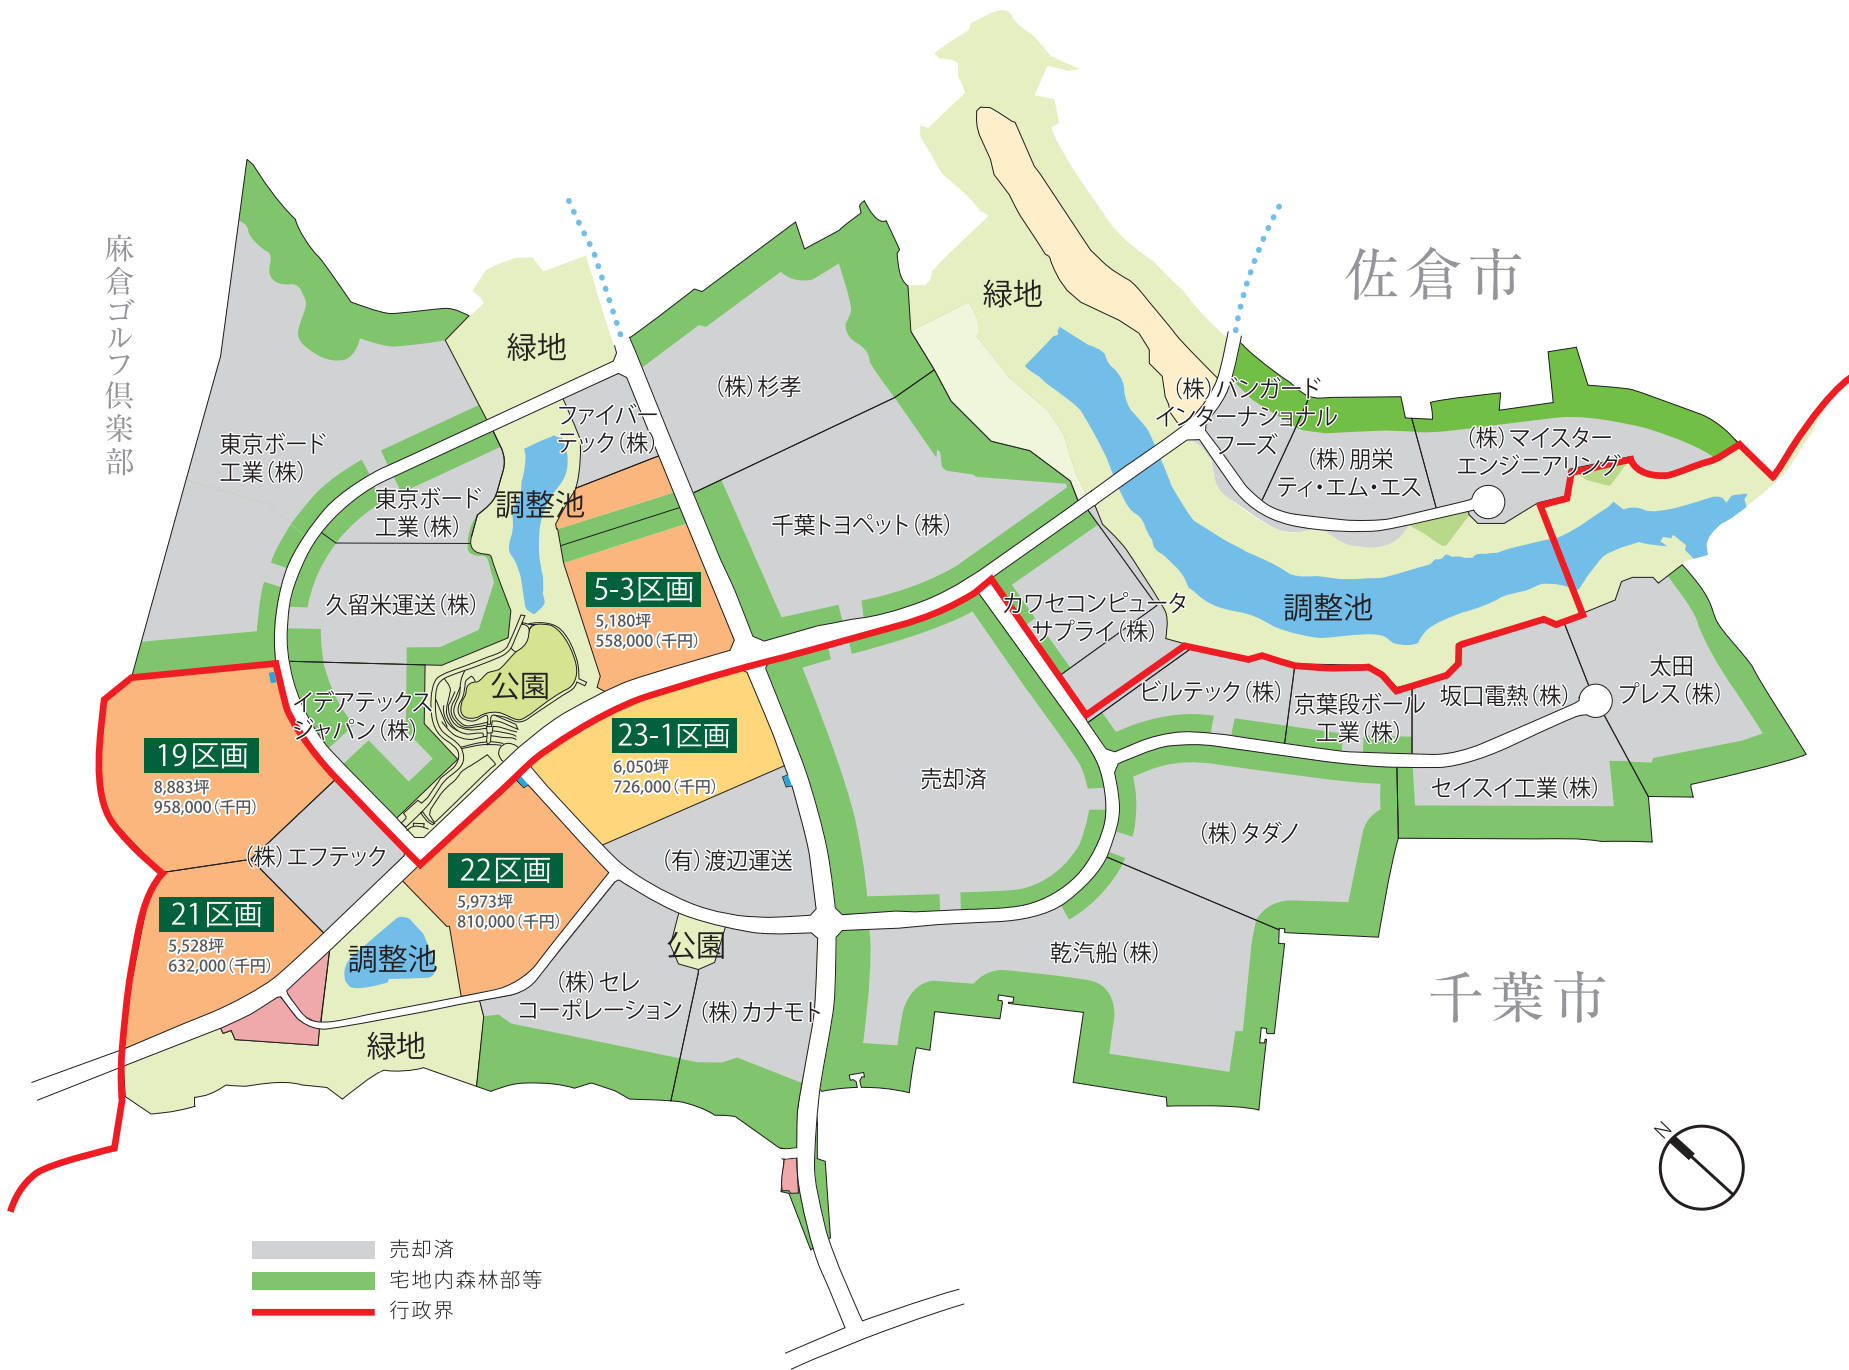 麻倉ゴルフ倶楽部
佐倉市
千葉市
緑地
緑地
(株)杉孝
ファイバー
テック(株)
東京ボード
工業(株)
東京ボード
工業(株)
調整池
(株)バンガード
インターナショナル
フーズ
(株)朋栄
ティ・エム・エス
(株)マイスター
エンジニアリング
千葉トヨペット(株)
久留米運送(株)
5-3区画
5,180坪
558,000(千円)
カワセコンピュータ
サプライ(株)
調整池
公園
イデアテックス
ジャパン(株)
ビルテック(株)
京葉段ボール
工業(株)
坂口電熱(株)
太田
プレス(株)
19区画
8,883坪
958,000(千円)
23-1区画
6,050坪
726,000(千円)
売却済
セイスイ工業(株)
(株)タダノ
(株)エフテック
(有)渡辺運送
22区画
5,973坪
810,000(千円)
21区画
5,528坪
632,000(千円)
調整池
公園
乾汽船(株)
(株)セレ
コーポレーション
(株)カナモト
緑地
N
売却済
宅地内森林部等
行政界